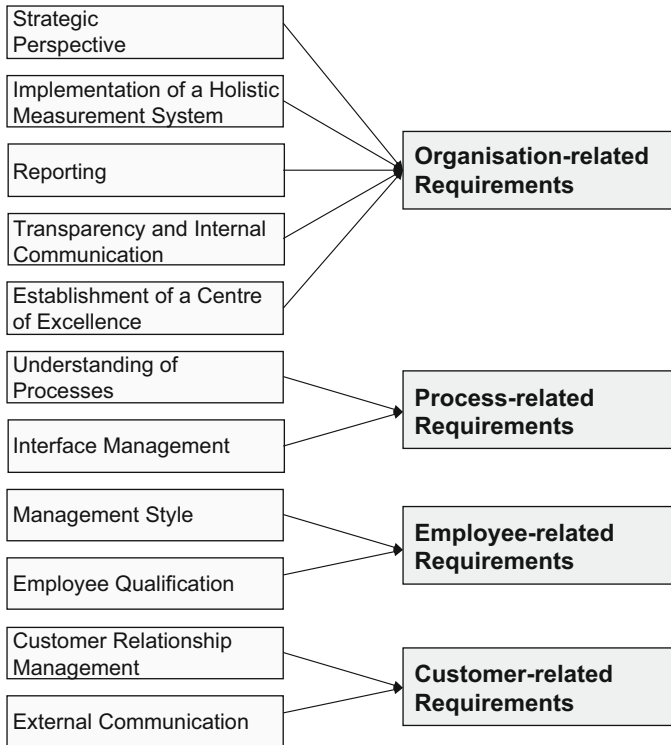 Strategic
Perspective
Implementation of a Holistic
Measurement System
Reporting
Transparency and Internal
Communication
Establishment of a Centre
of Excellence
Organisation-related
Requirements
Understanding of
Processes
Interface Management
Process-related
Requirements
Management Style
Employee Qualification
Employee-related
Requirements
Customer Relationship
Management
External Communication
Customer-related
Requirements